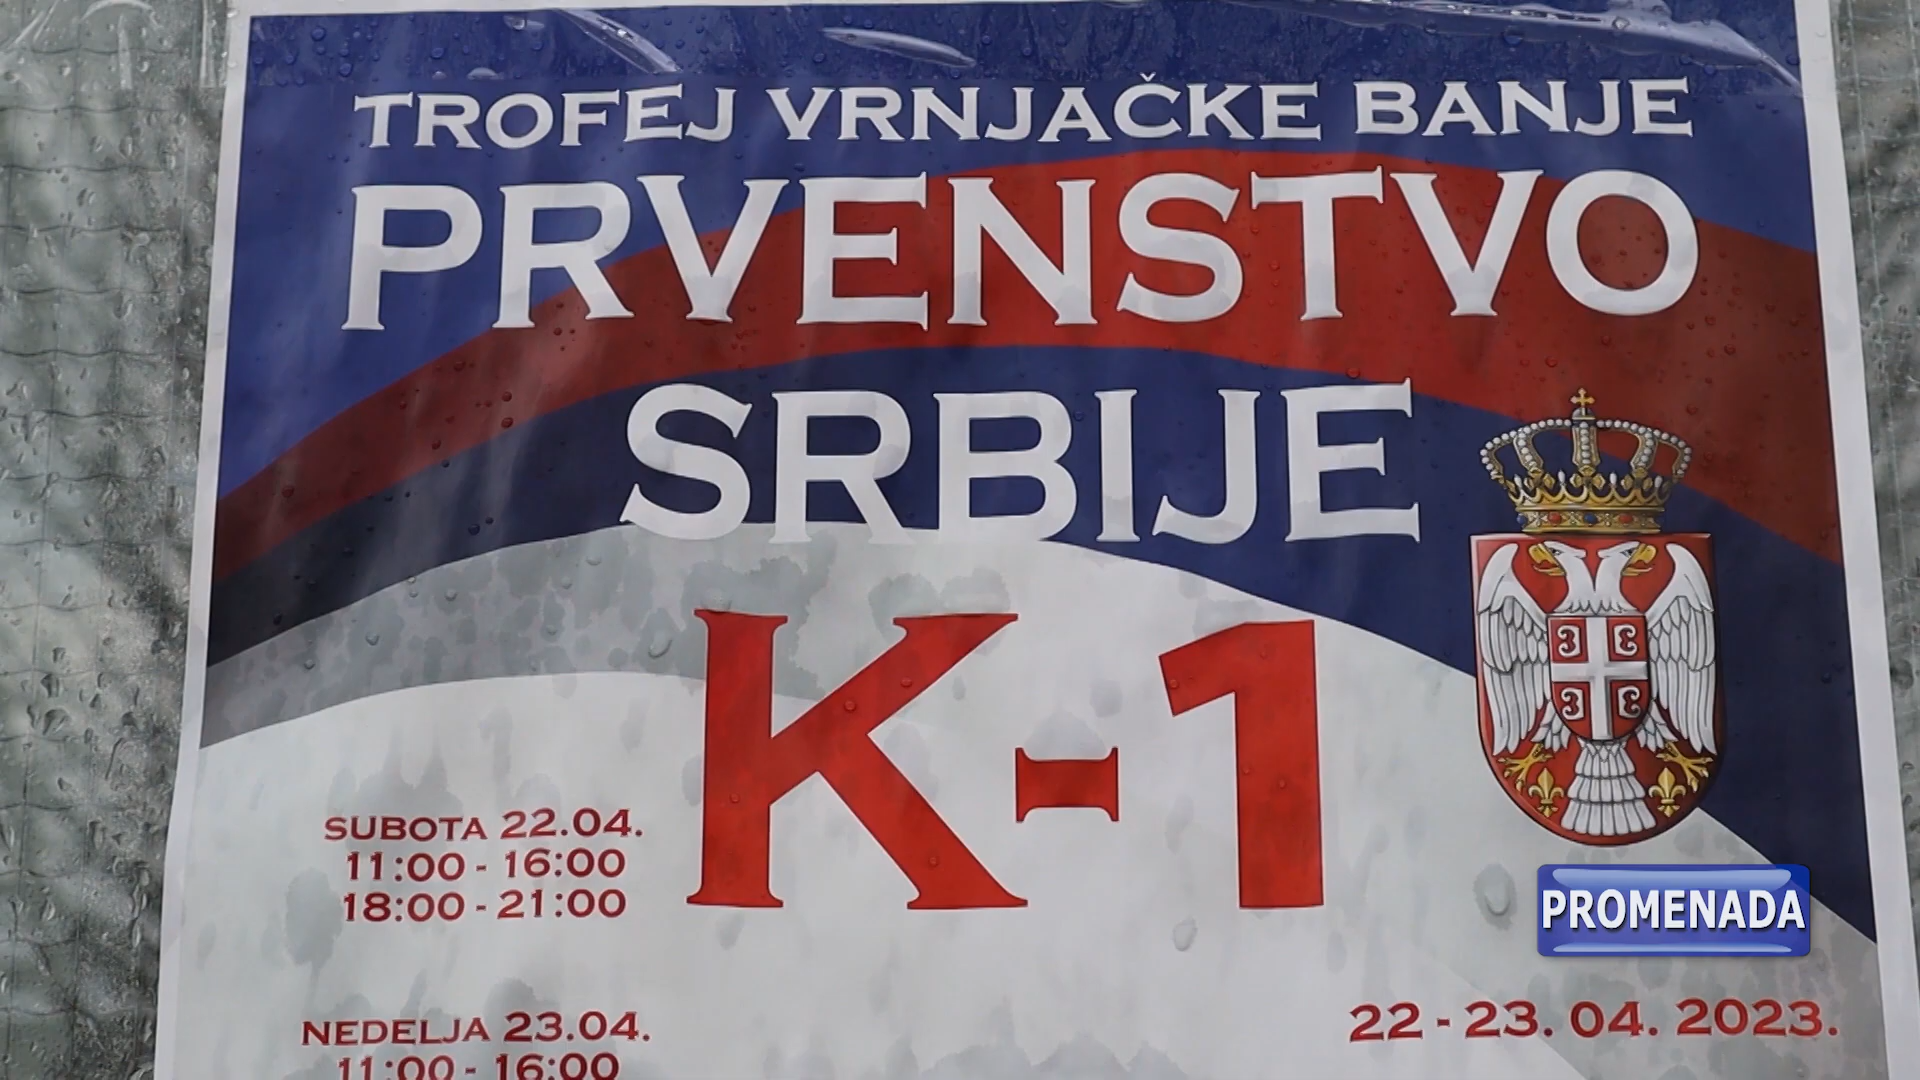 TROFEJ VRNJAČKE BANJE
PRVENSTVO
SRBIJE
K-1
SUBOTA 22.04.
11:00 - 16:00
18:00 - 21:00
NEDELJA 23.04.
11:00 - 16:00
22 - 23. 04. 2023.
PROMENADA